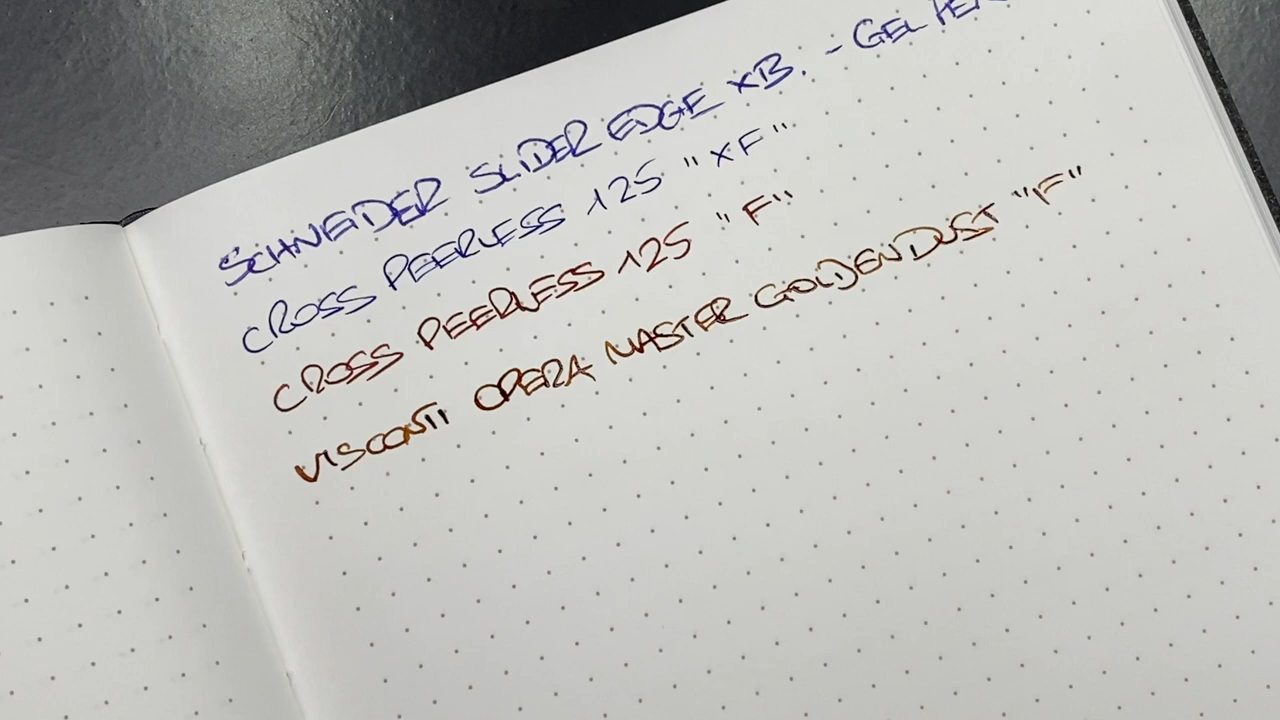 SCHNEIDER SLIDER EDGE XB. - GEL PEN
CROSS PEERLESS 125 "XF"
CROSS PEERLESS 125 "F"
VISCONTI OPERA MASTER GOLDENDUST "F"